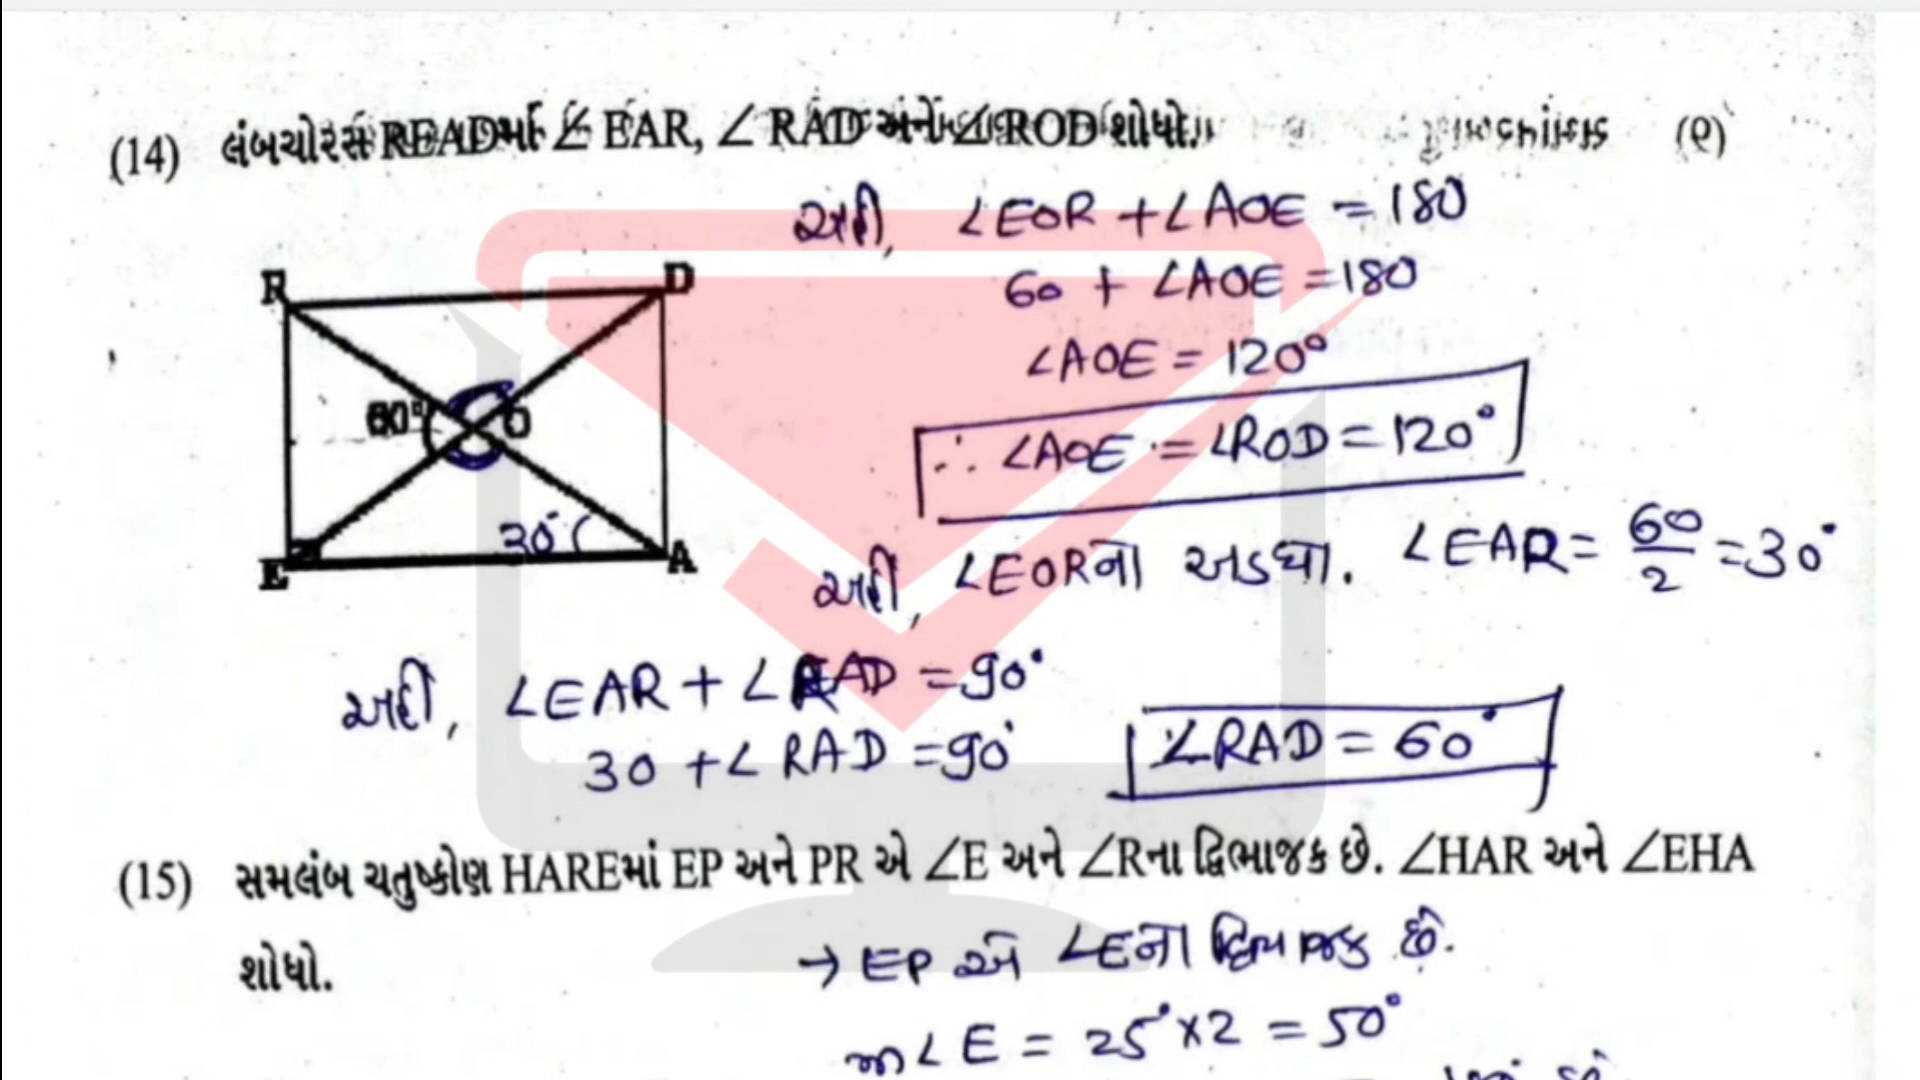 (14) લંબચોરસ READમાં ∠ EAR, ∠ RAD અને ∠ ROD શોધો.
અહી, ∠EOR + ∠AOE = 180
60 + ∠AOE = 180
∠AOE = 120°
∴ ∠AOE = ∠ROD = 120°
R D
60° O
30°
E A
અહી, ∠EORના અડધા. ∠EAR = 60/2 = 30°
અહી, ∠EAR + ∠RAD = 90°
30 + ∠RAD = 90°
∠RAD = 60°
(15) સમલંબ ચતુષ્કોણ HAREમાં EP અને PR એ ∠E અને ∠Rના દ્વિભાજક છે. ∠HAR અને ∠EHA
શોધો.
→ EP એ ∠Eના દ્વિભાજક છે.
∠E = 25° × 2 = 50°